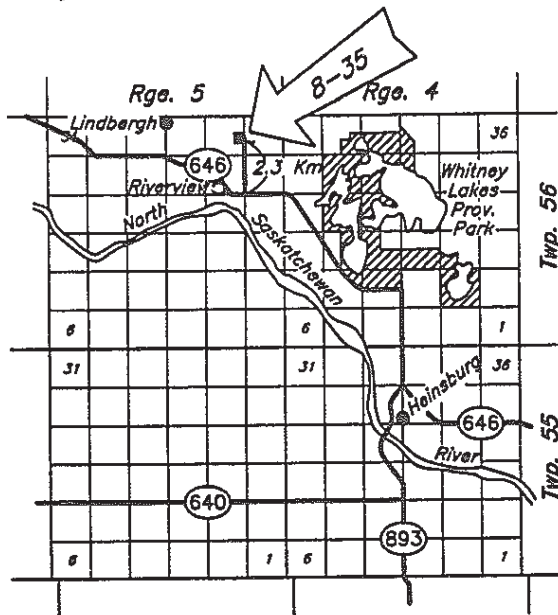 8-35
Rge. 5
Rge. 4
Lindbergh
36
646
2,3 Km
Riverview
Whitney
Lakes
Prov.
Park
Twp. 56
North
Saskatchewan
6
6
1
31
31
36
Heinsburg
646
River
Twp. 55
640
893
6
1
6
1